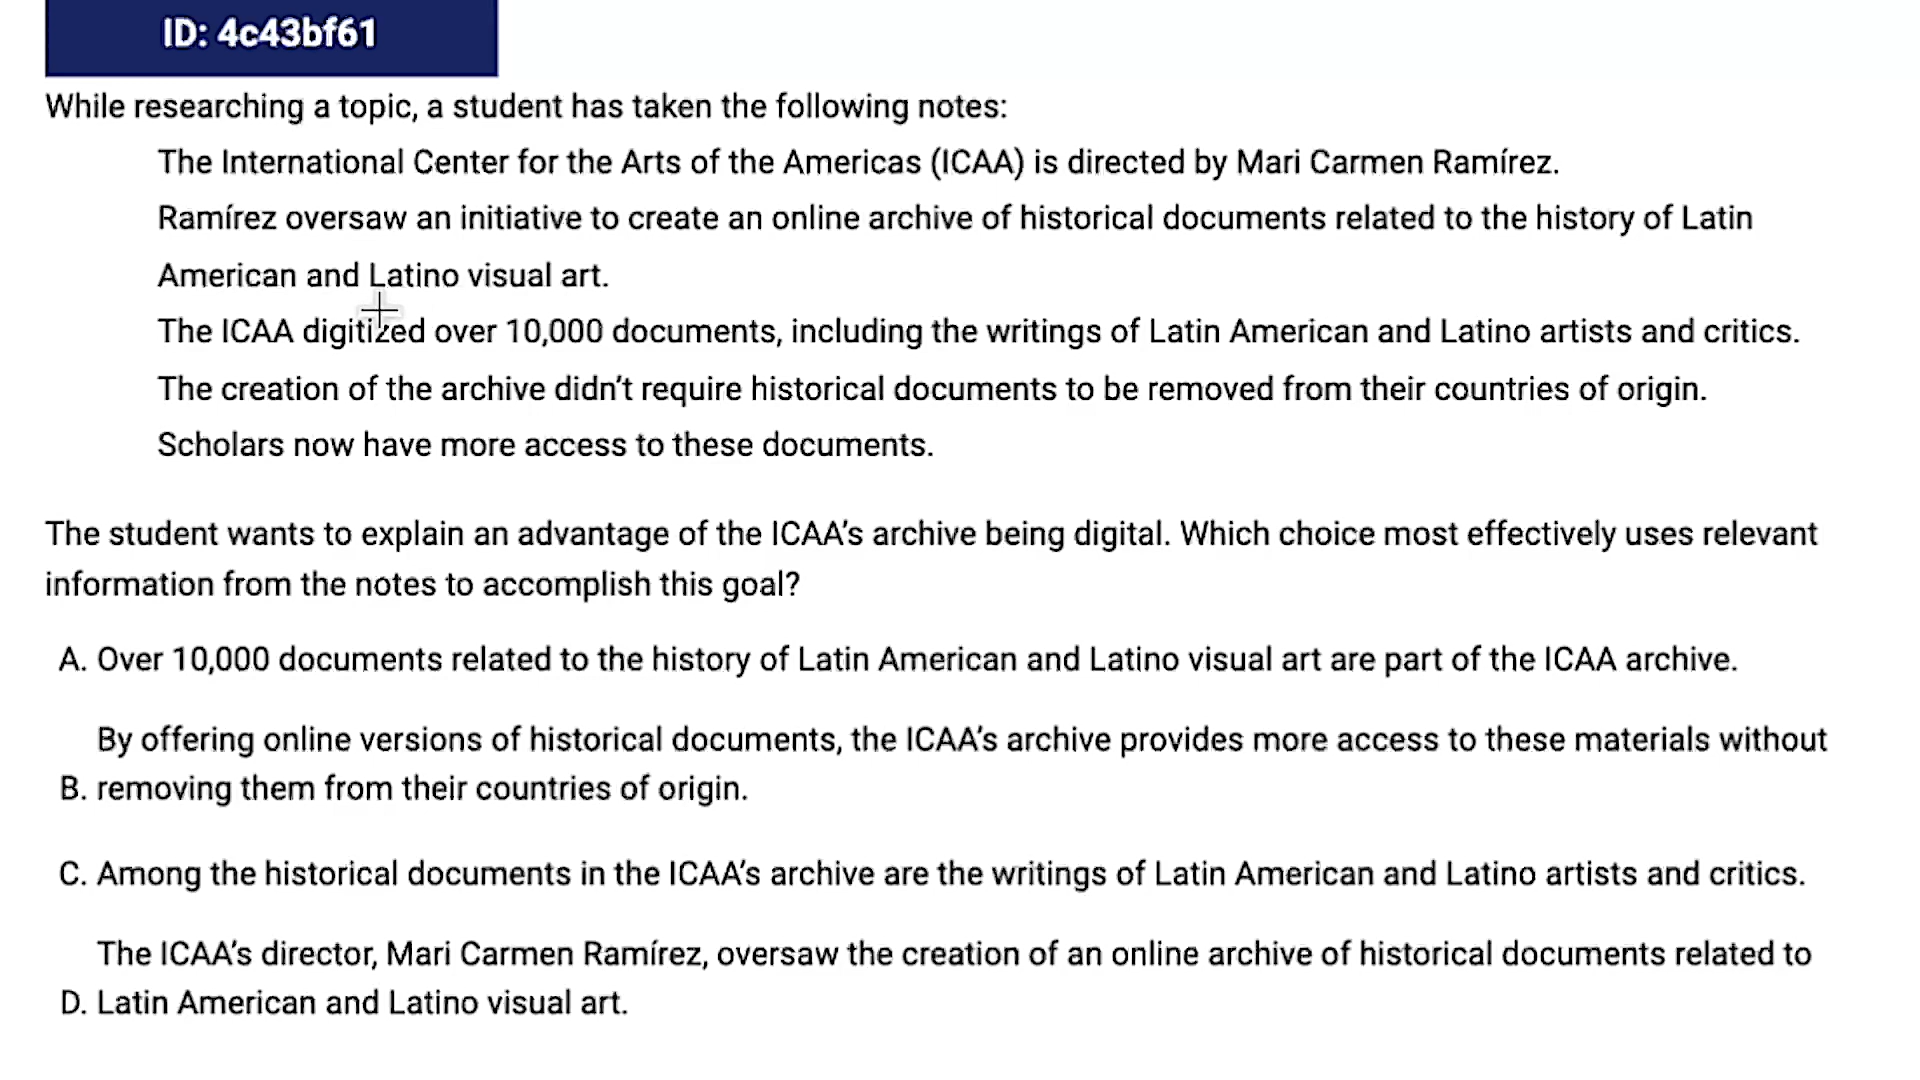 ID: 4c43bf61
While researching a topic, a student has taken the following notes:
The International Center for the Arts of the Americas (ICAA) is directed by Mari Carmen Ramírez.
Ramírez oversaw an initiative to create an online archive of historical documents related to the history of Latin
American and Latino visual art.
The ICAA digitized over 10,000 documents, including the writings of Latin American and Latino artists and critics.
The creation of the archive didn’t require historical documents to be removed from their countries of origin.
Scholars now have more access to these documents.
The student wants to explain an advantage of the ICAA’s archive being digital. Which choice most effectively uses relevant
information from the notes to accomplish this goal?
A. Over 10,000 documents related to the history of Latin American and Latino visual art are part of the ICAA archive.
By offering online versions of historical documents, the ICAA’s archive provides more access to these materials without
B. removing them from their countries of origin.
C. Among the historical documents in the ICAA’s archive are the writings of Latin American and Latino artists and critics.
The ICAA’s director, Mari Carmen Ramírez, oversaw the creation of an online archive of historical documents related to
D. Latin American and Latino visual art.